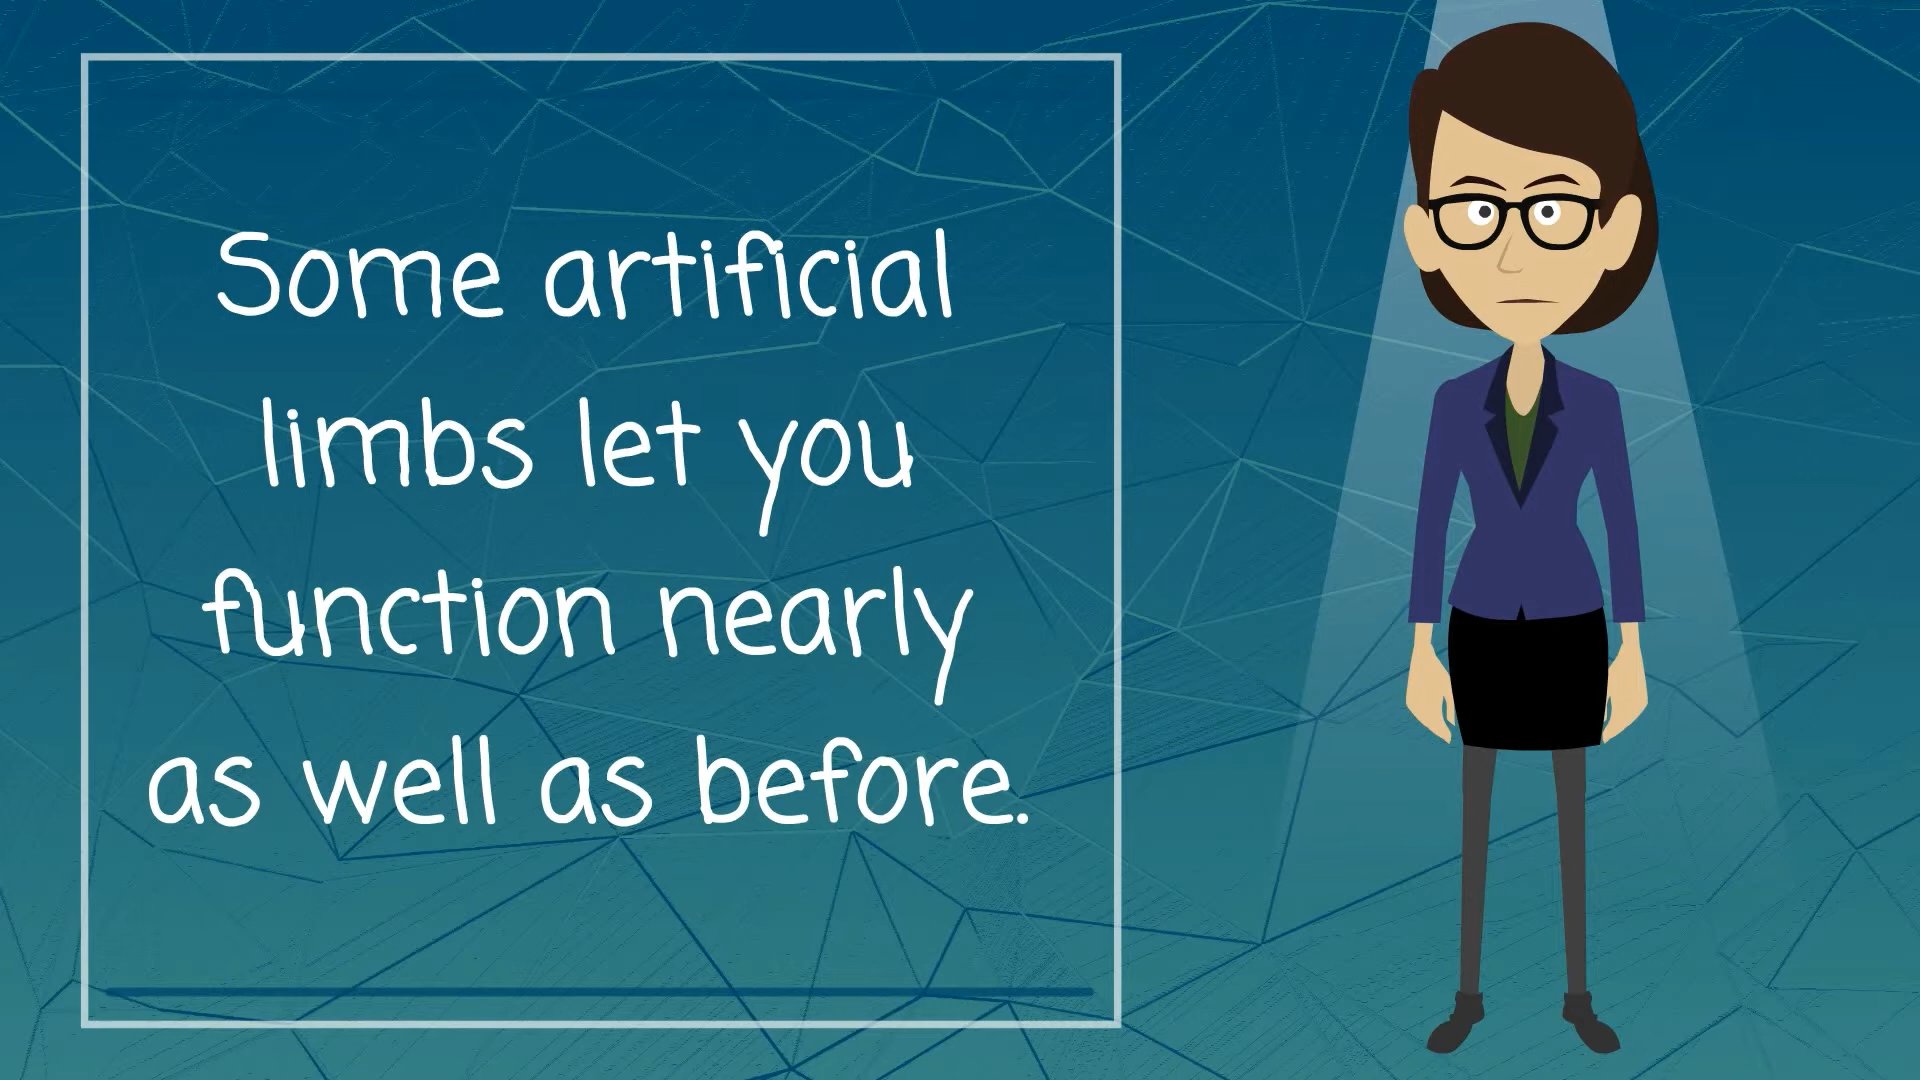 Some artificial
limbs let you
function nearly
as well as before.